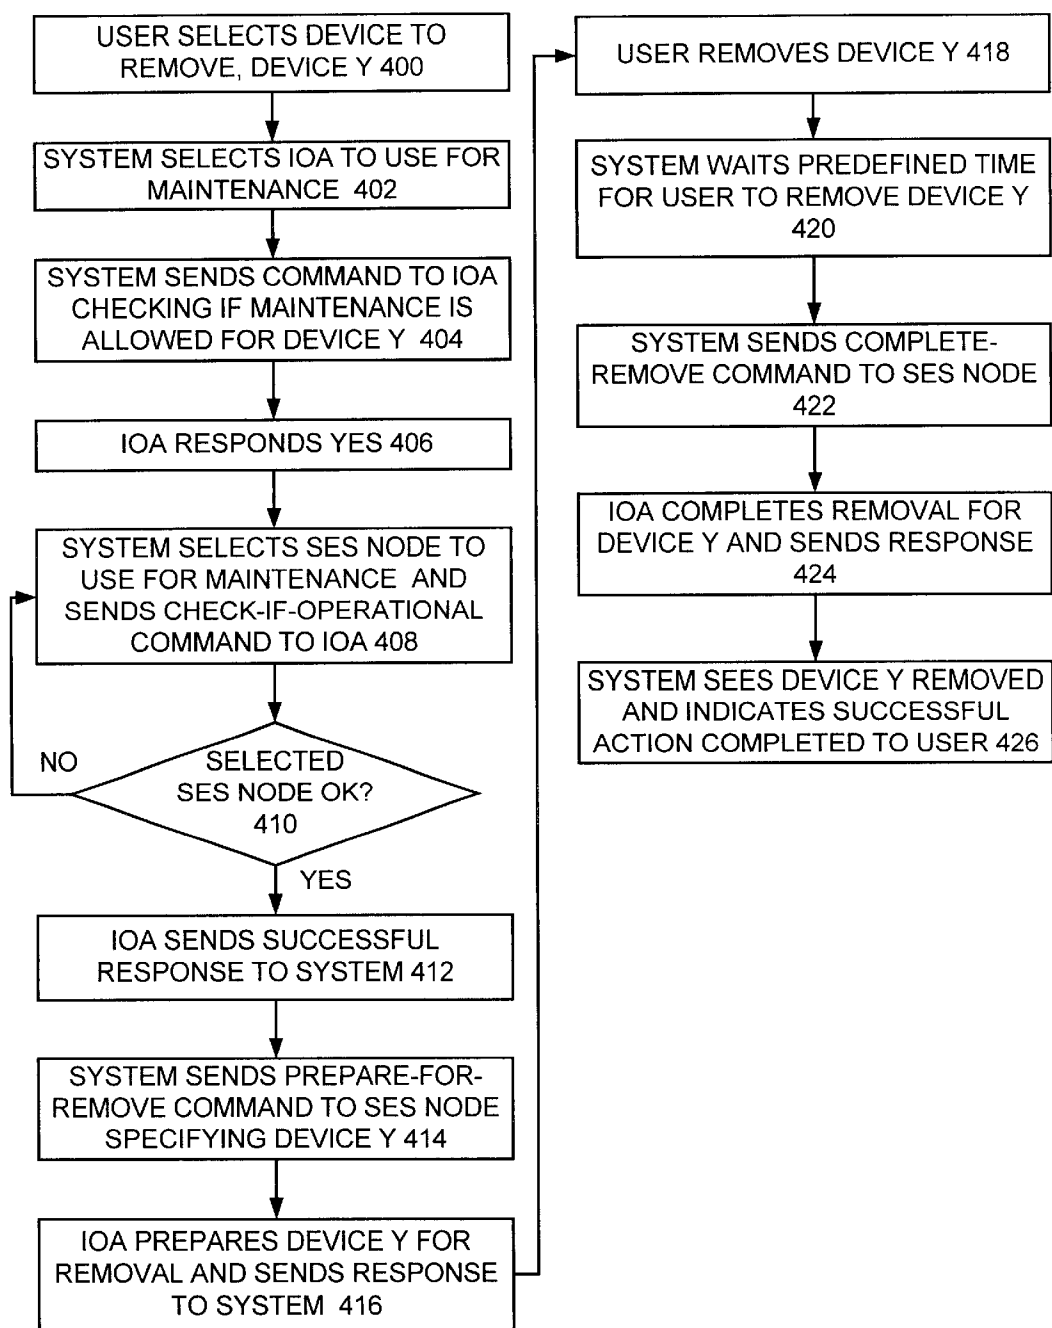 USER SELECTS DEVICE TO
REMOVE, DEVICE Y 400
SYSTEM SELECTS IOA TO USE FOR
MAINTENANCE 402
SYSTEM SENDS COMMAND TO IOA
CHECKING IF MAINTENANCE IS
ALLOWED FOR DEVICE Y 404
IOA RESPONDS YES 406
SYSTEM SELECTS SES NODE TO
USE FOR MAINTENANCE AND
SENDS CHECK-IF-OPERATIONAL
COMMAND TO IOA 408
NO
SELECTED
SES NODE OK?
410
YES
IOA SENDS SUCCESSFUL
RESPONSE TO SYSTEM 412
SYSTEM SENDS PREPARE-FOR-
REMOVE COMMAND TO SES NODE
SPECIFYING DEVICE Y 414
IOA PREPARES DEVICE Y FOR
REMOVAL AND SENDS RESPONSE
TO SYSTEM 416
USER REMOVES DEVICE Y 418
SYSTEM WAITS PREDEFINED TIME
FOR USER TO REMOVE DEVICE Y
420
SYSTEM SENDS COMPLETE-
REMOVE COMMAND TO SES NODE
422
IOA COMPLETES REMOVAL FOR
DEVICE Y AND SENDS RESPONSE
424
SYSTEM SEES DEVICE Y REMOVED
AND INDICATES SUCCESSFUL
ACTION COMPLETED TO USER 426